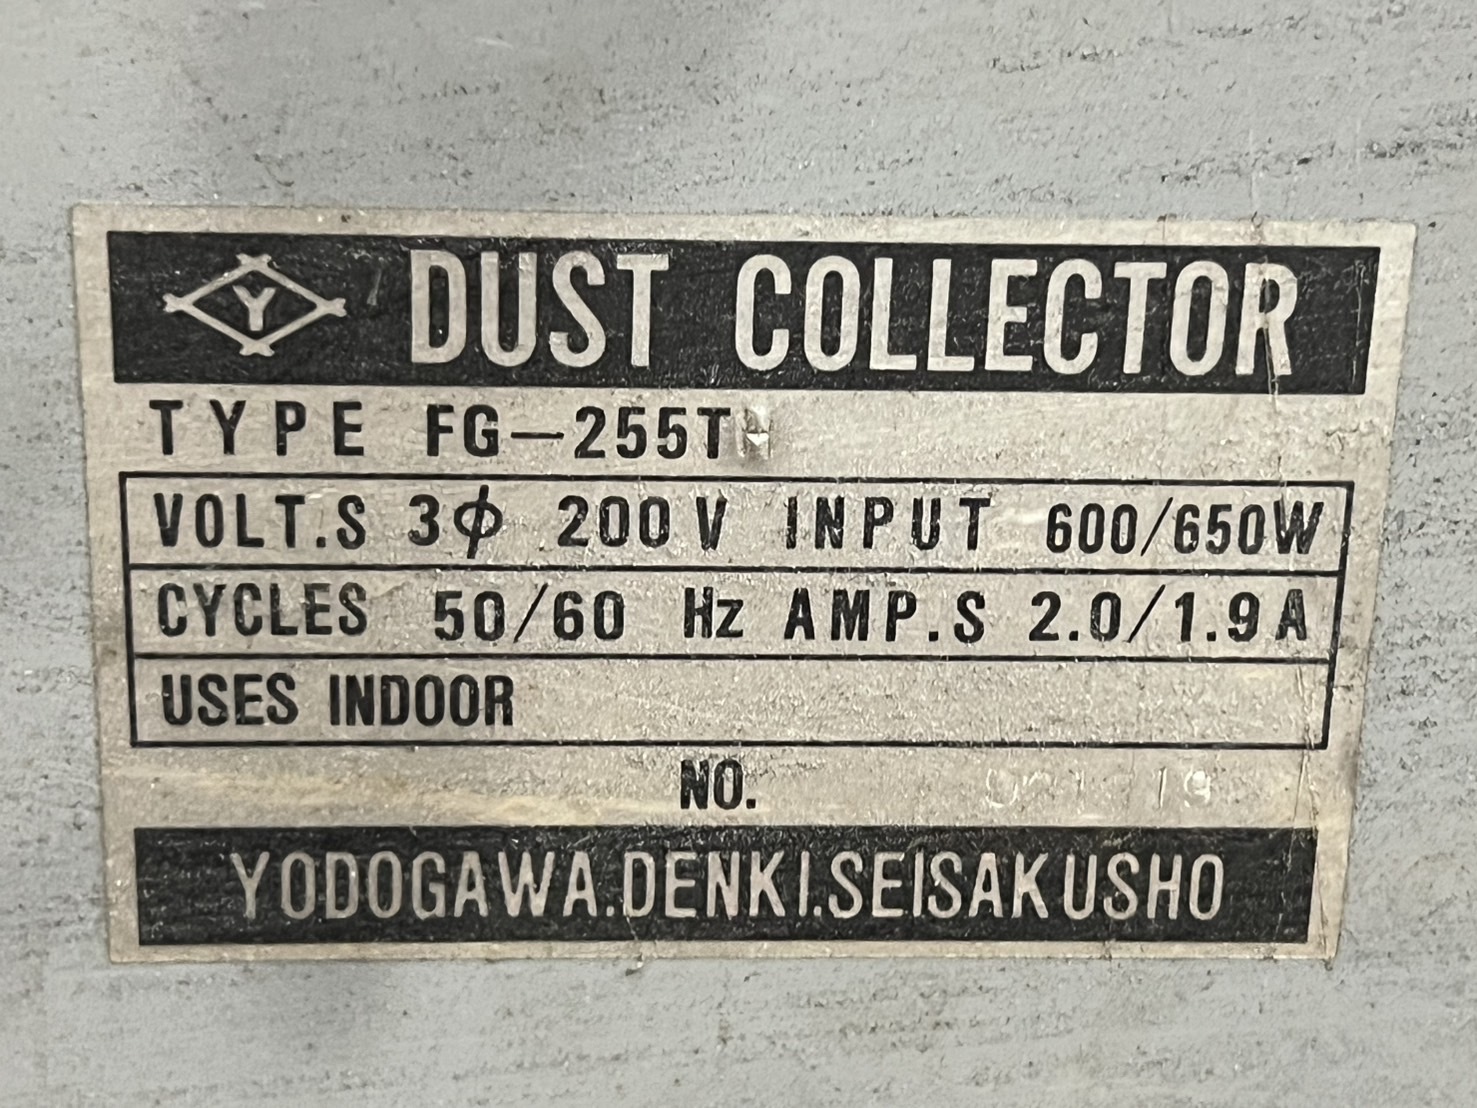 Y DUST COLLECTOR
TYPE FG-255T
VOLT.S 3ϕ 200V INPUT 600/650W
CYCLES 50/60 Hz AMP.S 2.0/1.9A
USES INDOOR
NO.
YODOGAWA.DENKI.SEISAKUSHO